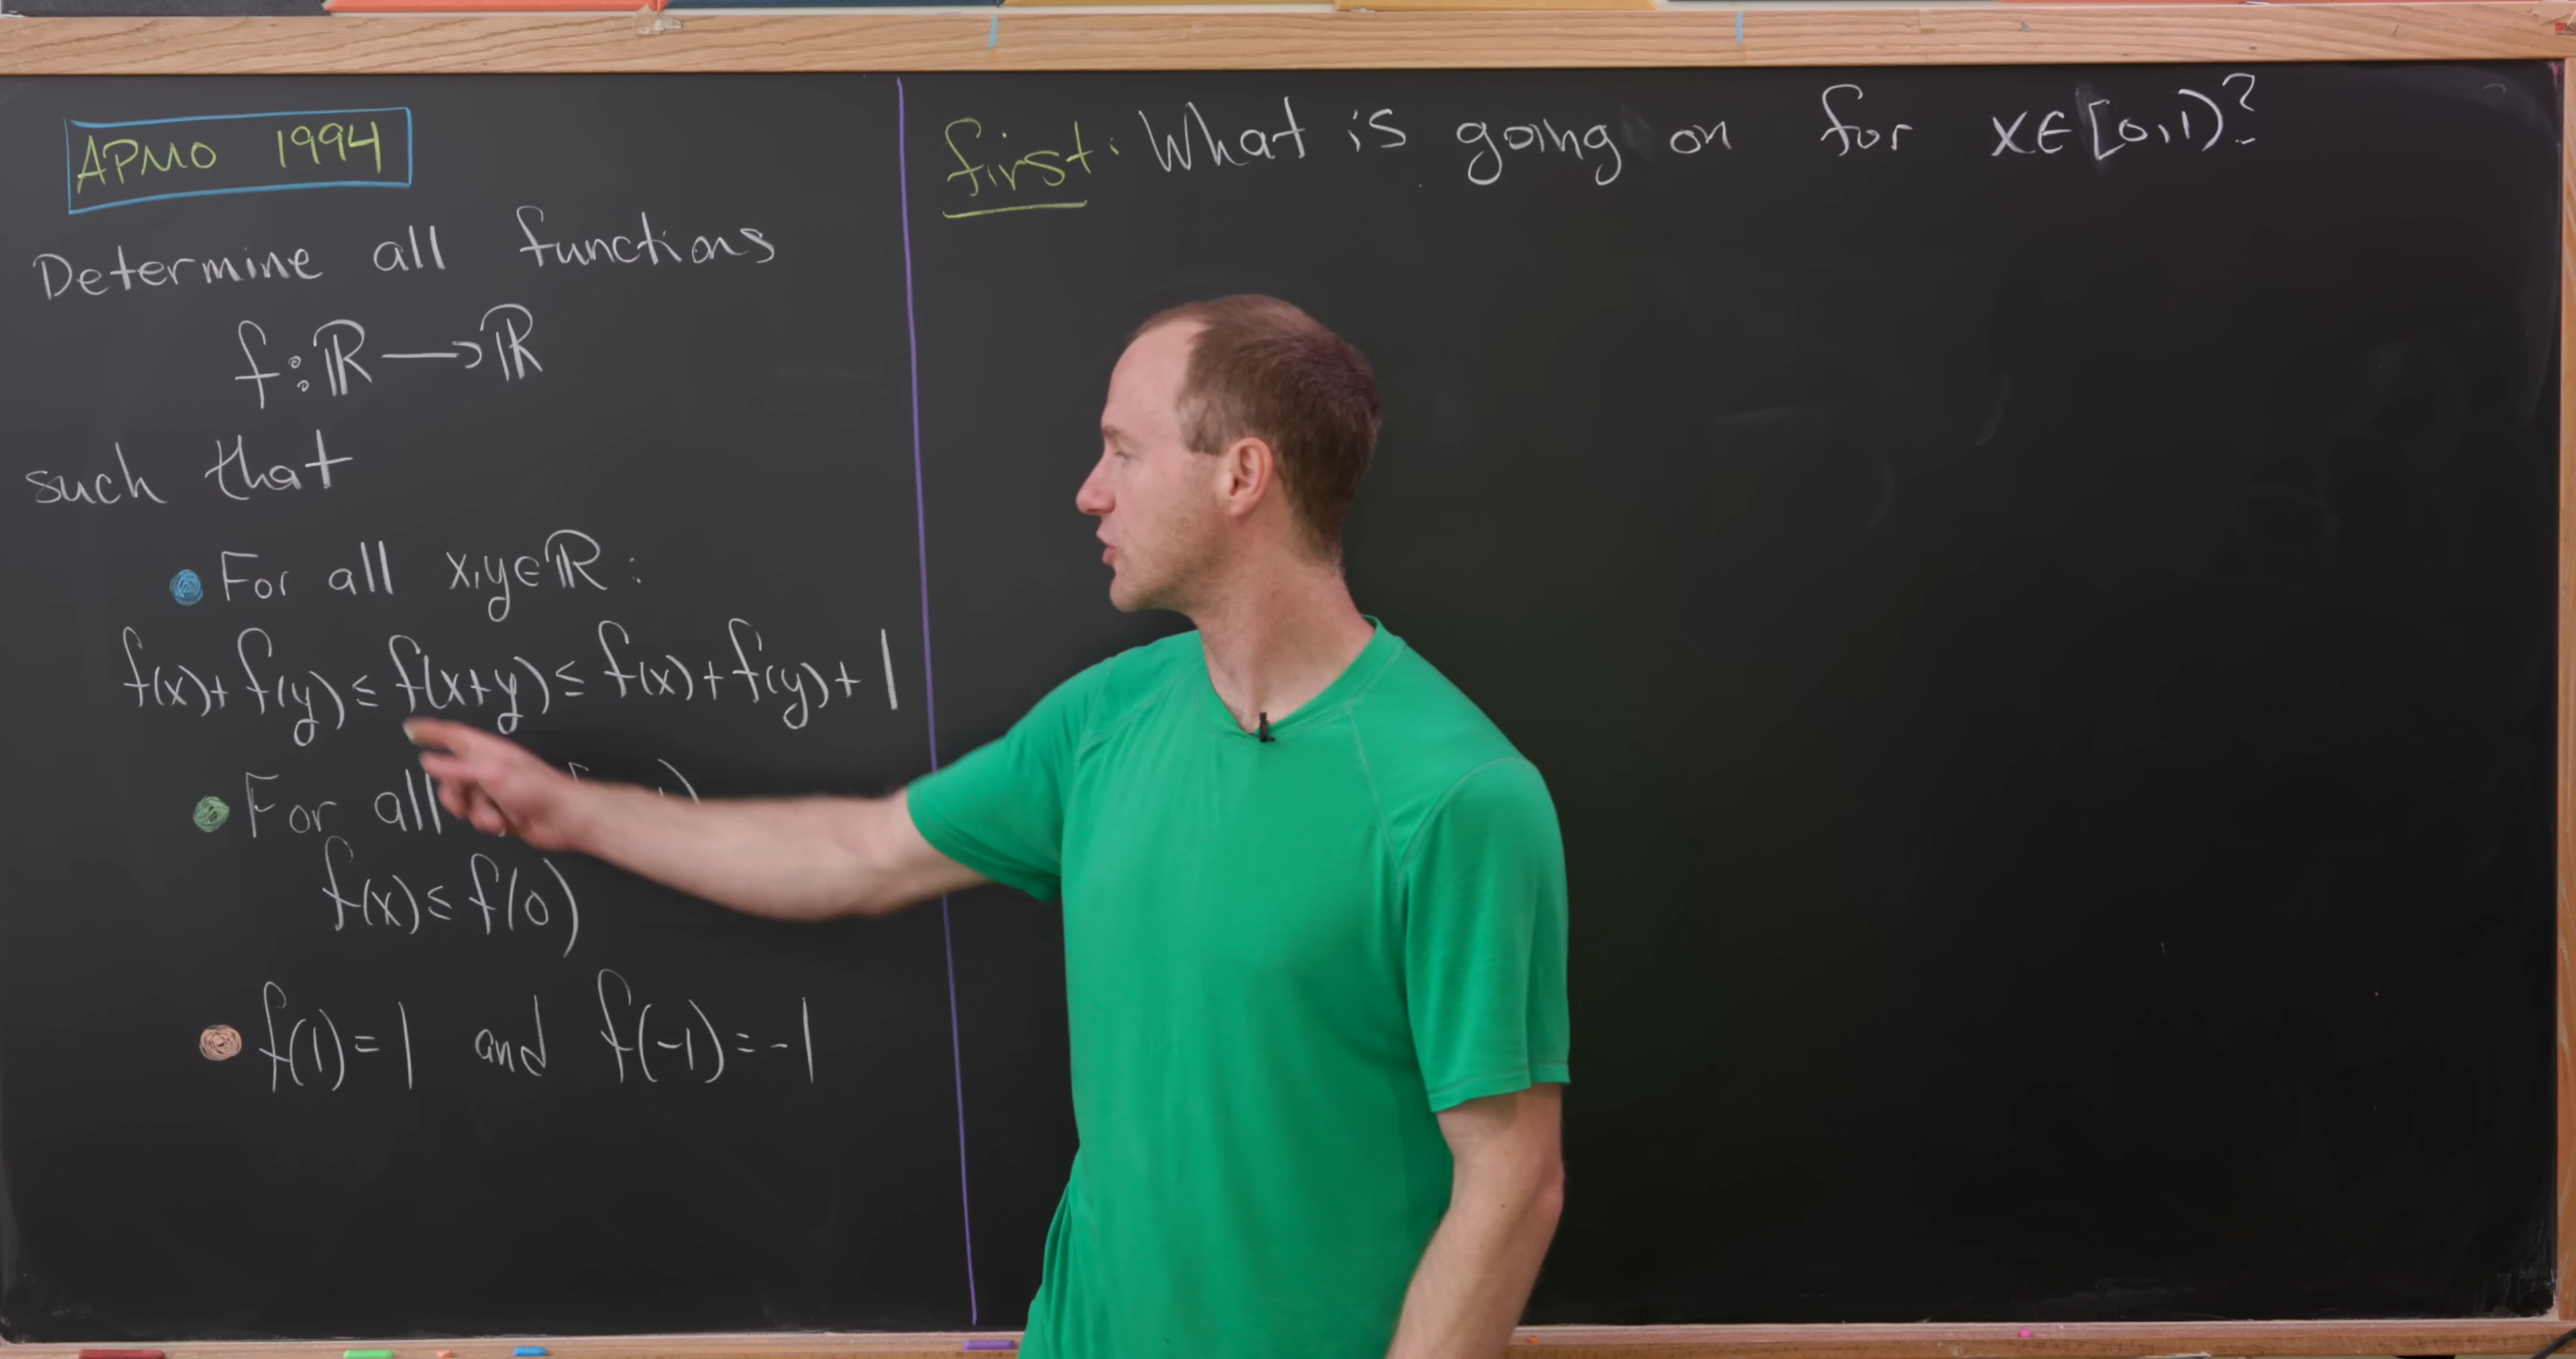 APMO 1994
Determine all functions
f:ℝ→ℝ
such that
• For all x,y∈ℝ:
f(x)+f(y)≤f(x+y)≤f(x)+f(y)+1
• For all
f(x)≤f(0)
• f(1)=1 and f(-1)=-1
first: What is going on for x∈[0,1)?